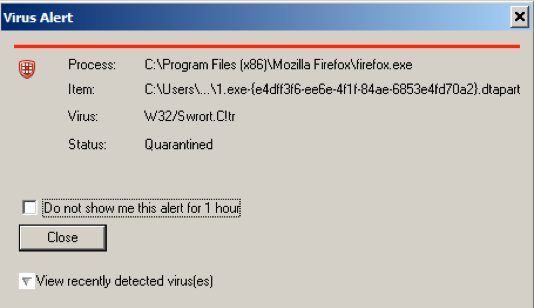 Virus Alert
Process: C:\Program Files (x86)\Mozilla Firefox\firefox.exe
Item: C:\Users\...\1.exe-{e4dff3f6-ee6e-4f1f-84ae-6853e4fd70a2}.dtapart
Virus: W32/Swrort.C!tr
Status: Quarantined
Do not show me this alert for 1 hour
Close
View recently detected virus(es)